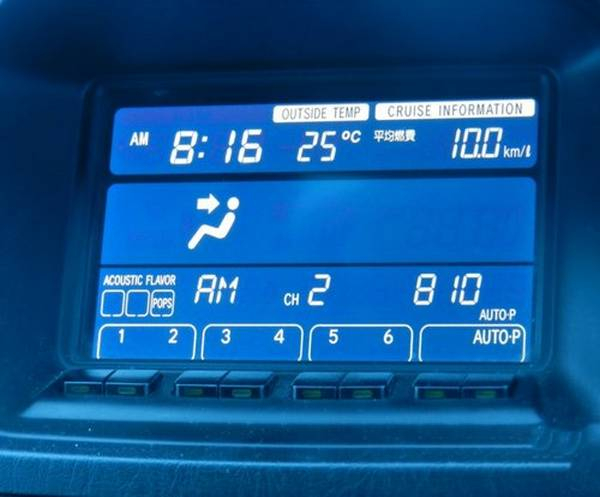 OUTSIDE TEMP CRUISE INFORMATION
AM 8:16 25°C 平均燃費 10.0 km/ℓ
ACOUSTIC FLAVOR AM CH 2 810
POPS AUTO·P
1 2 3 4 5 6 AUTO·P